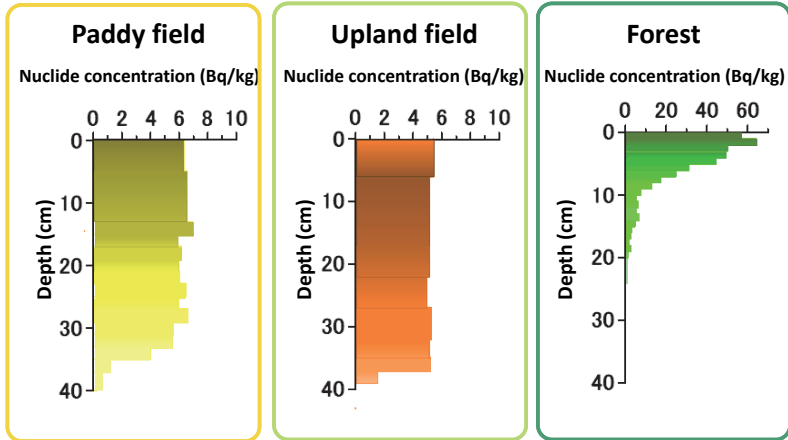 Paddy field
Nuclide concentration (Bq/kg)
0 2 4 6 8 10
Depth (cm)
0
10
20
30
40
Upland field
Nuclide concentration (Bq/kg)
0 2 4 6 8 10
Depth (cm)
0
10
20
30
40
Forest
Nuclide concentration (Bq/kg)
0 20 40 60
Depth (cm)
0
10
20
30
40